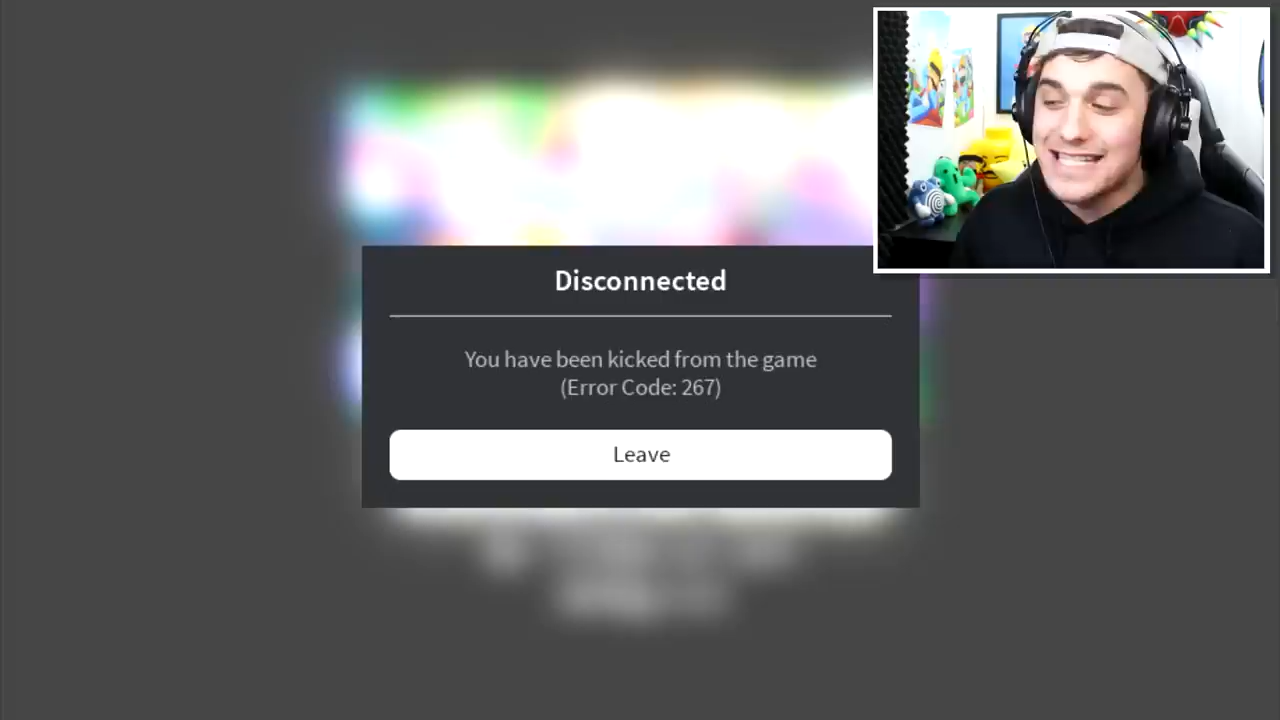 Disconnected
You have been kicked from the game
(Error Code: 267)
Leave